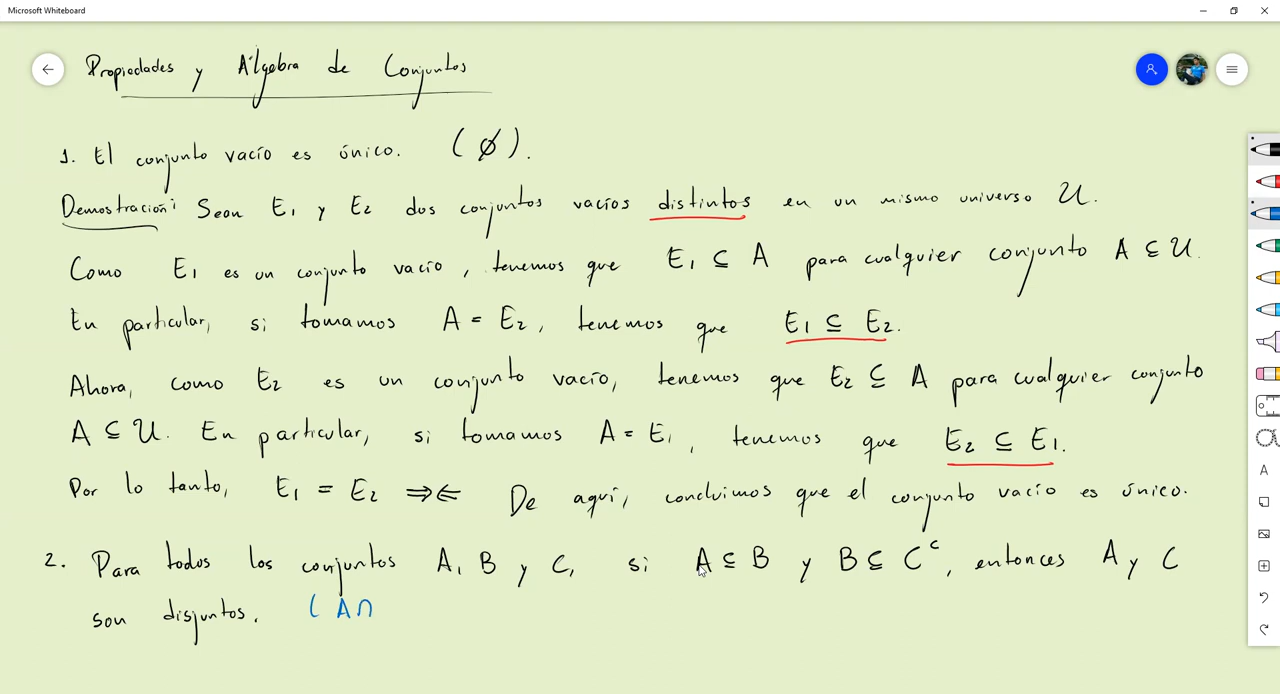 Microsoft Whiteboard
Propiedades y Álgebra de Conjuntos
1. El conjunto vacío es único. (∅).
Demostración: Sean E₁ y E₂ dos conjuntos vacíos distintos en un mismo universo U.
Como E₁ es un conjunto vacío, tenemos que E₁ ⊆ A para cualquier conjunto A ⊆ U.
En particular, si tomamos A = E₂, tenemos que E₁ ⊆ E₂.
Ahora, como E₂ es un conjunto vacío, tenemos que E₂ ⊆ A para cualquier conjunto
A ⊆ U. En particular, si tomamos A = E₁, tenemos que E₂ ⊆ E₁.
Por lo tanto, E₁ = E₂ ⇒⇐ De aquí, concluimos que el conjunto vacío es único.
2. Para todos los conjuntos A, B y C, si A ⊆ B y B ⊆ Cᶜ, entonces A y C
son disjuntos. (A∩
A